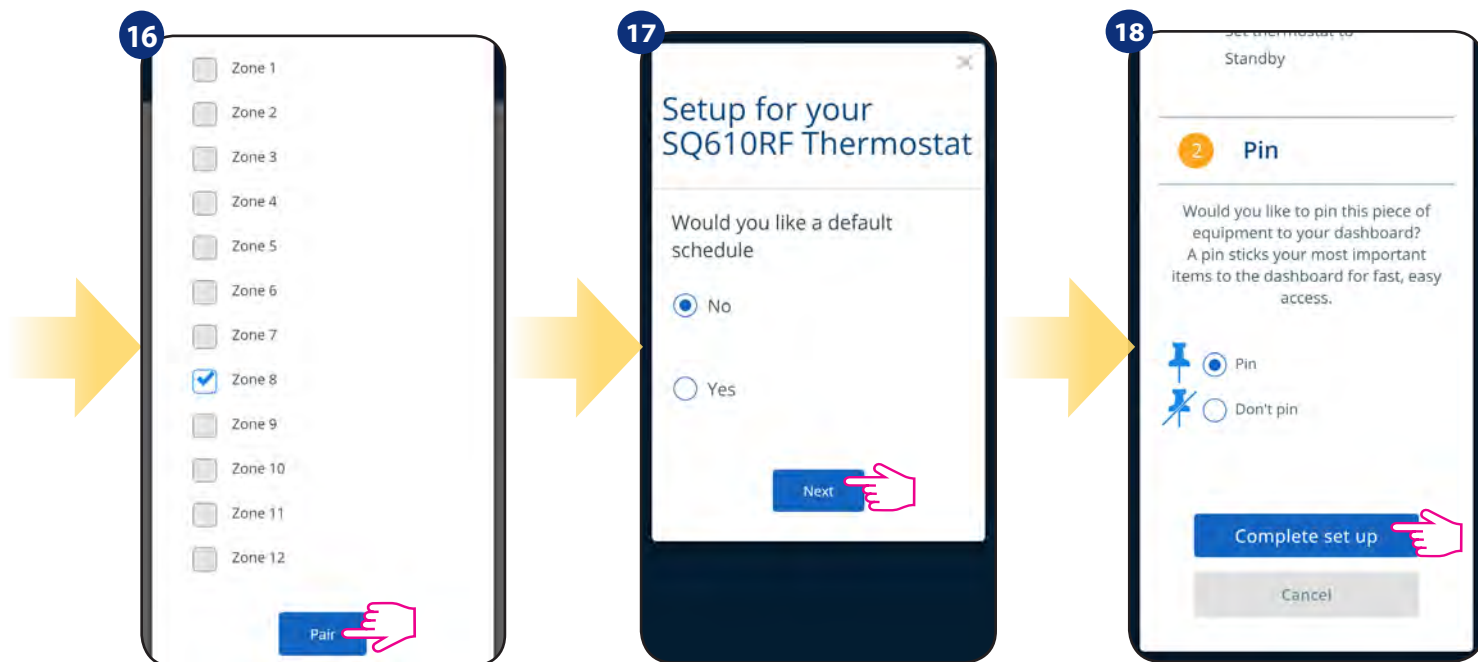 16
Zone 1
Zone 2
Zone 3
Zone 4
Zone 5
Zone 6
Zone 7
Zone 8
Zone 9
Zone 10
Zone 11
Zone 12
Pair
17
Setup for your
SQ610RF Thermostat
Would you like a default
schedule
No
Yes
Next
18
Set thermostat to
Standby
2 Pin
Would you like to pin this piece of
equipment to your dashboard?
A pin sticks your most important
items to the dashboard for fast, easy
access.
Pin
Don't pin
Complete set up
Cancel